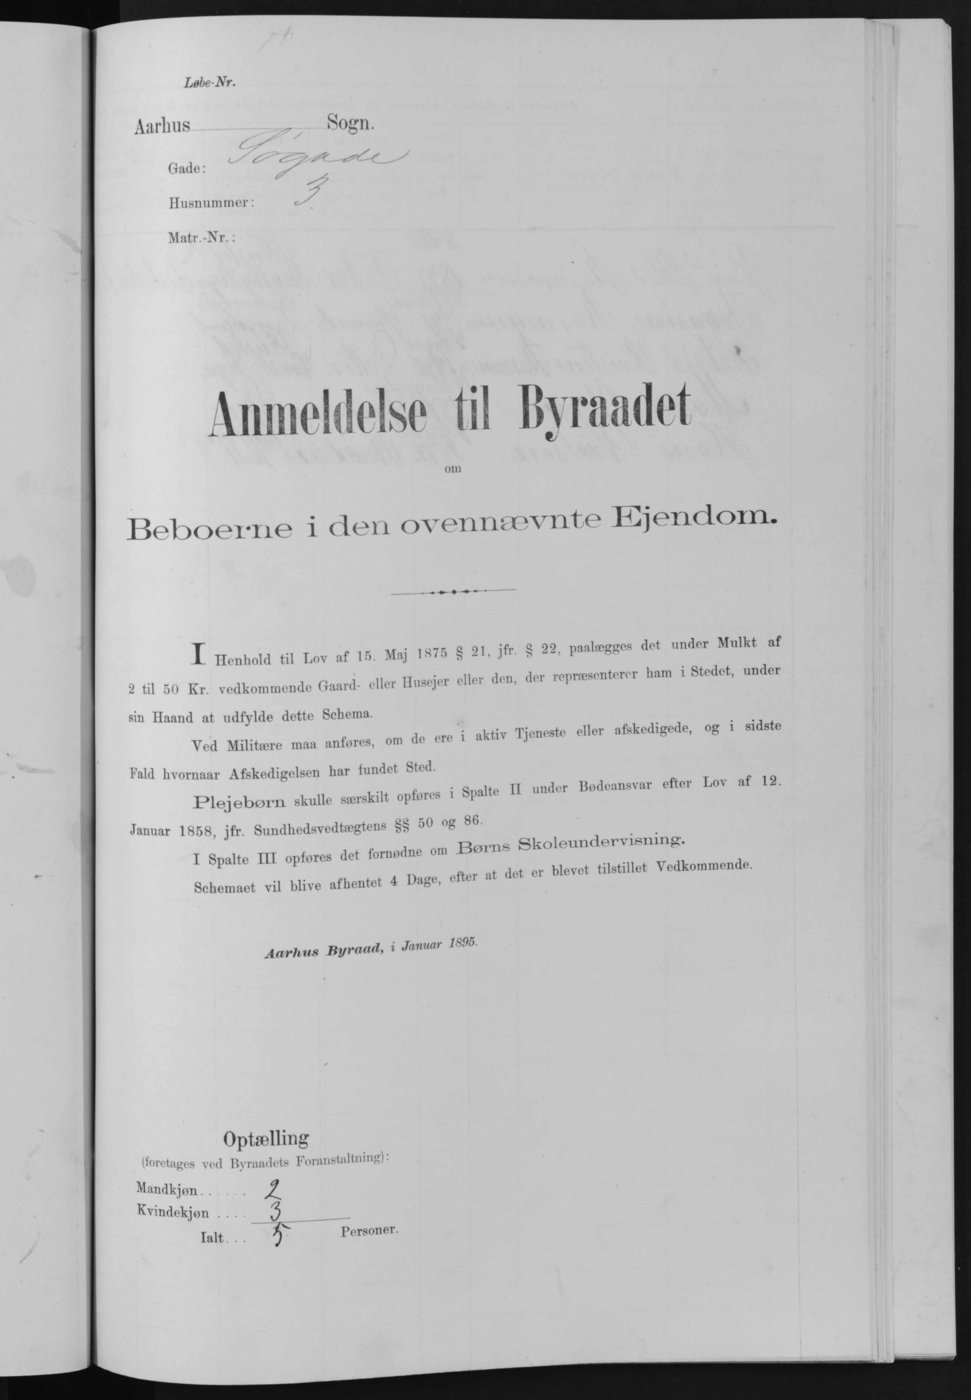 Løbe-Nr.
Aarhus Sogn.
Gade: Søgade
Husnummer: 3
Matr.-Nr.:
Anmeldelse til Byraadet
om
Beboerne i den ovennævnte Ejendom.
I Henhold til Lov af 15. Maj 1875 § 21, jfr. § 22, paalægges det under Mulkt af
2 til 50 Kr. vedkommende Gaard- eller Husejer eller den, der repræsenterer ham i Stedet, under
sin Haand at udfylde dette Schema.
Ved Militære maa anføres, om de ere i aktiv Tjeneste eller afskedigede, og i sidste
Fald hvornaar Afskedigelsen har fundet Sted.
Plejebørn skulle særskilt opføres i Spalte II under Bødeansvar efter Lov af 12.
Januar 1858, jfr. Sundhedsvedtægtens §§ 50 og 86.
I Spalte III opføres det fornødne om Børns Skoleundervisning.
Schemaet vil blive afhentet 4 Dage, efter at det er blevet tilstillet Vedkommende.
Aarhus Byraad, i Januar 1895.
Optælling
(foretages ved Byraadets Foranstaltning):
Mandkjøn...... 2
Kvindekjøn .... 3
Ialt... 5 Personer.